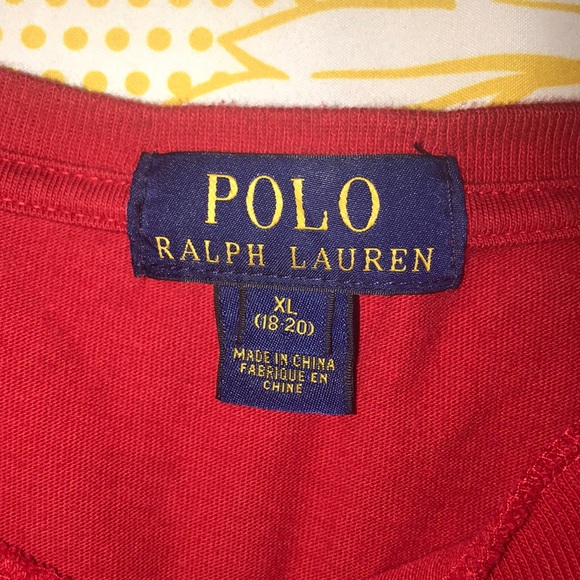 POLO
RALPH LAUREN
XL
(18-20)
MADE IN CHINA
FABRIQUE EN
CHINE